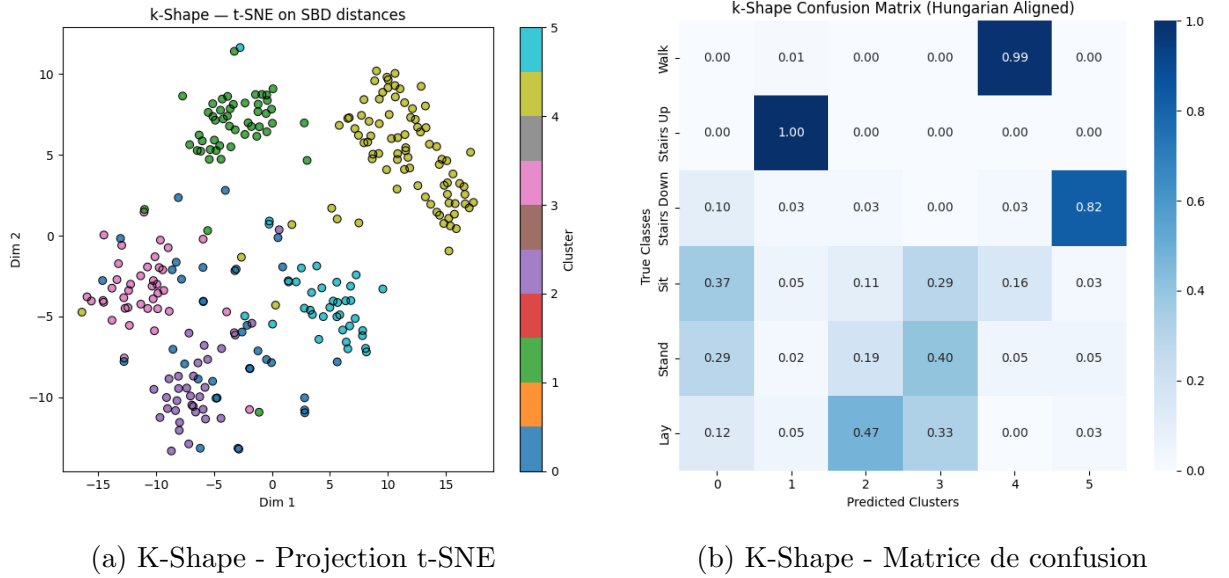 k-Shape — t-SNE on SBD distances
10
5
0
−5
−10
Dim 2
−15
−10
−5
0
5
10
15
Dim 1
5
4
3
2
1
0
Cluster
k-Shape Confusion Matrix (Hungarian Aligned)
True Classes
Walk
0.00 0.01 0.00 0.00 0.99 0.00
Stairs Up
0.00 1.00 0.00 0.00 0.00 0.00
Stairs Down
0.10 0.03 0.03 0.00 0.03 0.82
Sit
0.37 0.05 0.11 0.29 0.16 0.03
Stand
0.29 0.02 0.19 0.40 0.05 0.05
Lay
0.12 0.05 0.47 0.33 0.00 0.03
0 1 2 3 4 5
Predicted Clusters
1.0
0.8
0.6
0.4
0.2
0.0
(a) K-Shape - Projection t-SNE
(b) K-Shape - Matrice de confusion